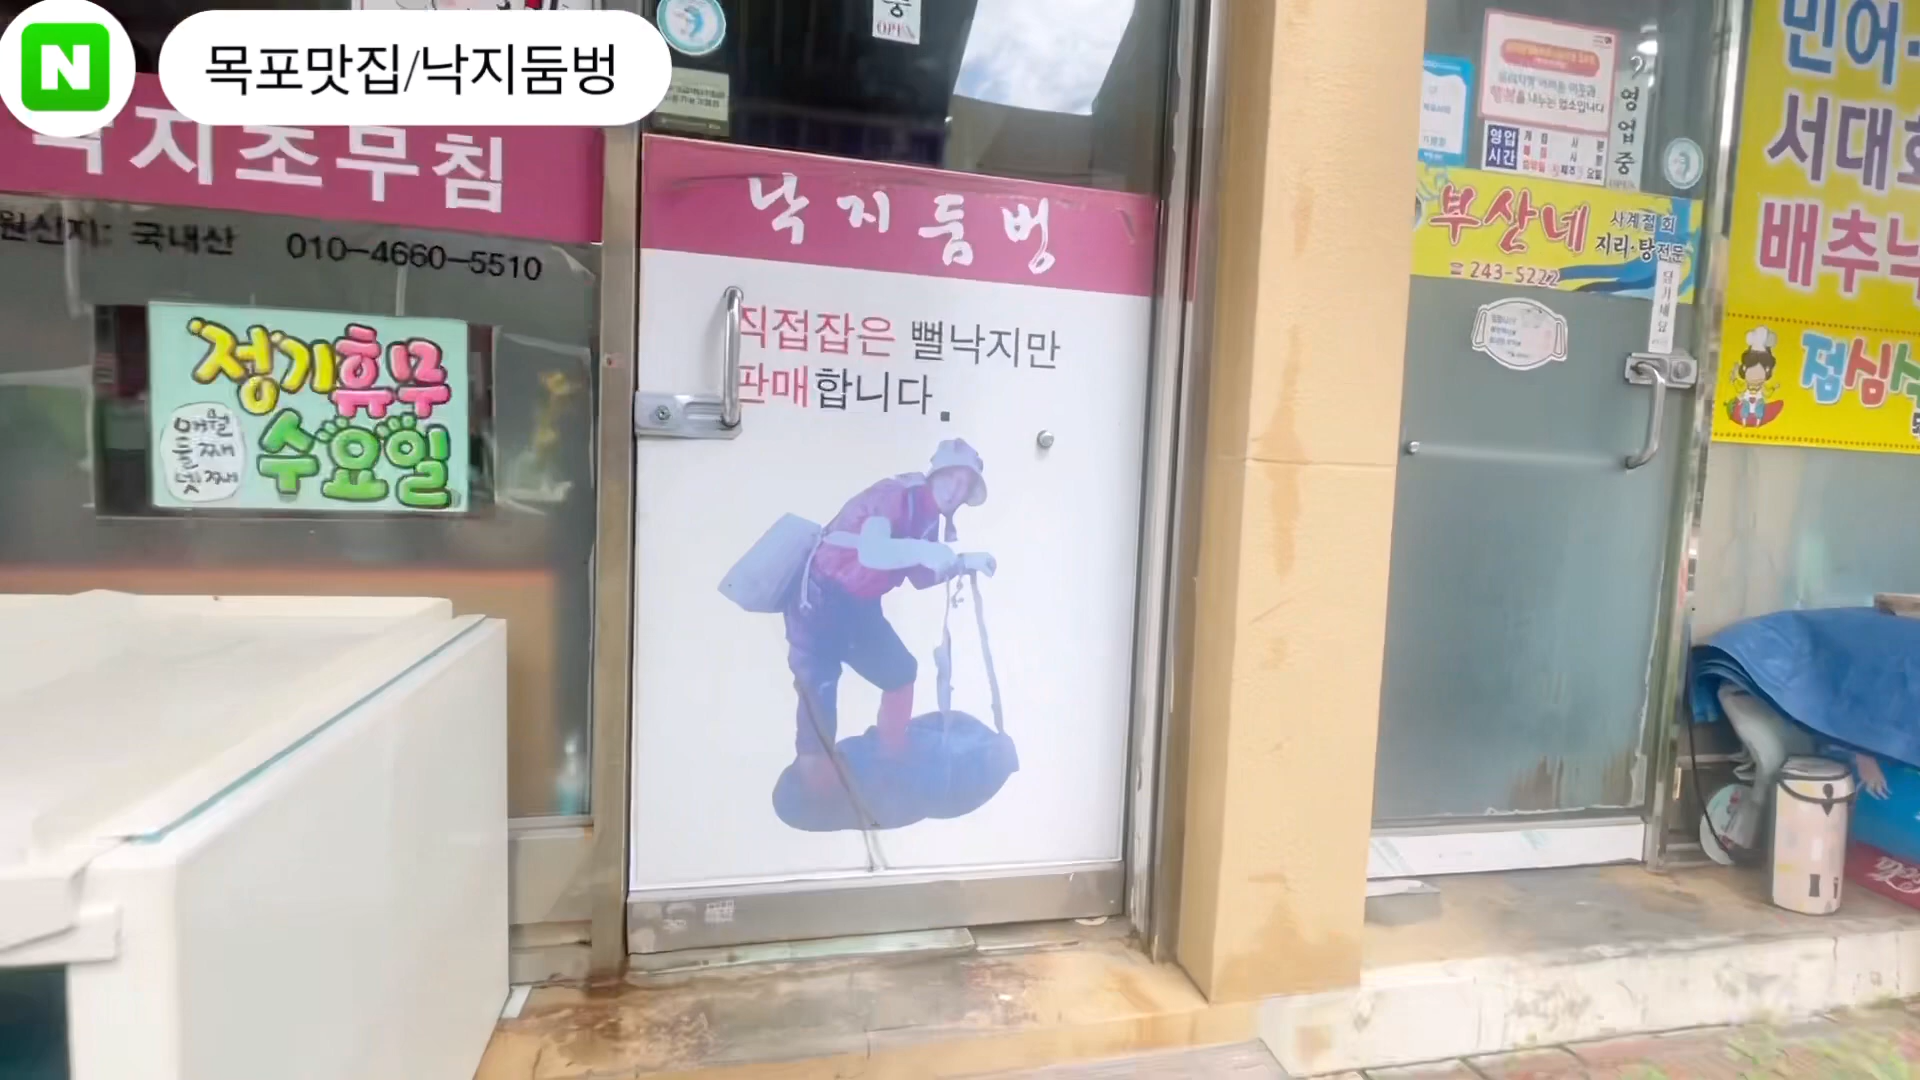 N
목포맛집/낙지둠벙
낙지초무침
원산지: 국내산 010-4660-5510
정기휴무
매월
둘째
넷째
수요일
OPEN
낙지둠벙
직접잡은 뻘낙지만
판매합니다.
영업중
영업
시간
부산네
사계절 회
지리·탕전문
☎ 243-5222
민어
서대회
배추
점심